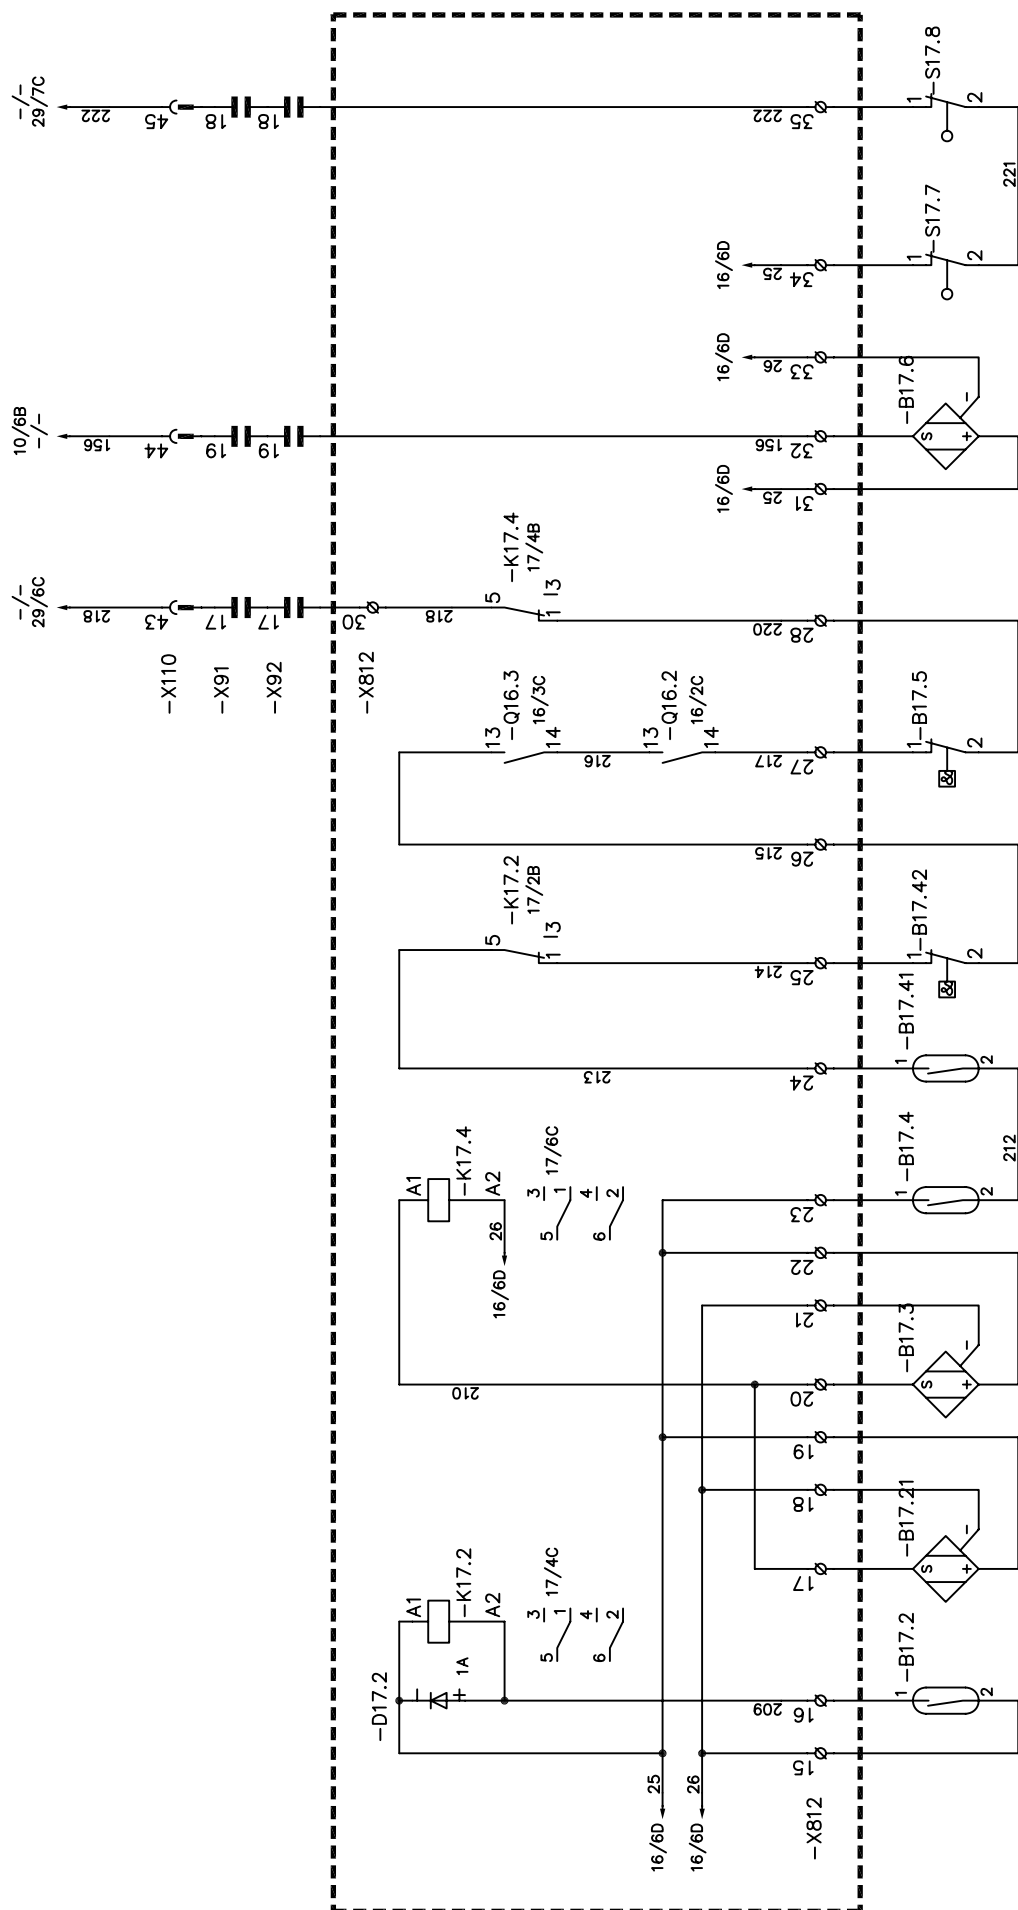 -/-
29/7C
222
45
18
18
222
35
1
-S17.8
2
221
16/6D
25
34
1
-S17.7
2
16/6D
26
33
-B17.6
S
+
-
10/6B
-/-
156
44
19
19
156
32
16/6D
25
31
-/-
29/6C
218
43
17
17
30
218
5
-K17.4
17/4B
1
13
220
28
-X110
-X91
-X92
-X812
13
-Q16.3
16/3C
14
216
13
-Q16.2
16/2C
14
217
27
1
-B17.5
2
&
215
26
5
-K17.2
17/2B
1
13
214
25
1
-B17.42
2
&
213
24
1
-B17.41
2
212
A1
-K17.4
A2
26
16/6D
17/6C
3
5
1
4
6
2
23
1
-B17.4
2
22
21
-B17.3
S
+
-
210
20
19
18
-B17.21
S
+
-
17
A1
-K17.2
A2
17/4C
3
5
1
4
6
2
-D17.2
-
+
1A
209
16
1
-B17.2
2
15
25
16/6D
26
16/6D
-X812